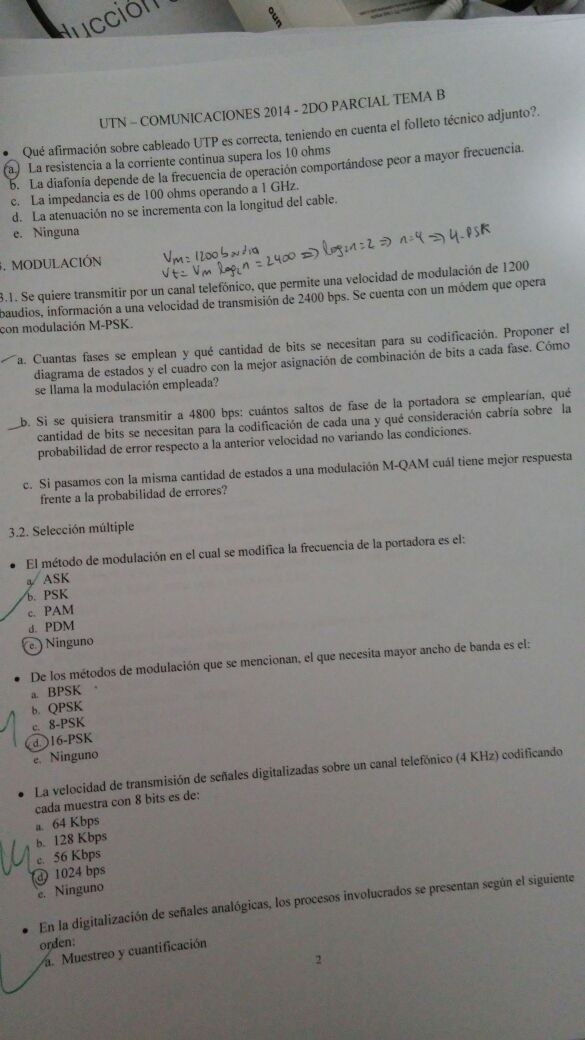 ducción
UTN – COMUNICACIONES 2014 - 2DO PARCIAL TEMA B
• Qué afirmación sobre cableado UTP es correcta, teniendo en cuenta el folleto técnico adjunto?.
a. La resistencia a la corriente continua supera los 10 ohms
b. La diafonía depende de la frecuencia de operación comportándose peor a mayor frecuencia.
c. La impedancia es de 100 ohms operando a 1 GHz.
d. La atenuación no se incrementa con la longitud del cable.
e. Ninguna
Vm = 1200 baudio
Vt = Vm log2 n = 2400 ⇒ log2 n = 2 ⇒ n=4 ⇒ 4-PSK
3. MODULACIÓN
3.1. Se quiere transmitir por un canal telefónico, que permite una velocidad de modulación de 1200
baudios, información a una velocidad de transmisión de 2400 bps. Se cuenta con un módem que opera
con modulación M-PSK.
a. Cuantas fases se emplean y qué cantidad de bits se necesitan para su codificación. Proponer el
diagrama de estados y el cuadro con la mejor asignación de combinación de bits a cada fase. Cómo
se llama la modulación empleada?
b. Si se quisiera transmitir a 4800 bps: cuántos saltos de fase de la portadora se emplearían, qué
cantidad de bits se necesitan para la codificación de cada una y qué consideración cabría sobre la
probabilidad de error respecto a la anterior velocidad no variando las condiciones.
c. Si pasamos con la misma cantidad de estados a una modulación M-QAM cuál tiene mejor respuesta
frente a la probabilidad de errores?
3.2. Selección múltiple
• El método de modulación en el cual se modifica la frecuencia de la portadora es el:
a. ASK
b. PSK
c. PAM
d. PDM
e. Ninguno
• De los métodos de modulación que se mencionan, el que necesita mayor ancho de banda es el:
a. BPSK
b. QPSK
c. 8-PSK
d. 16-PSK
e. Ninguno
• La velocidad de transmisión de señales digitalizadas sobre un canal telefónico (4 KHz) codificando
cada muestra con 8 bits es de:
a. 64 Kbps
b. 128 Kbps
c. 56 Kbps
d. 1024 bps
e. Ninguno
• En la digitalización de señales analógicas, los procesos involucrados se presentan según el siguiente
orden:
a. Muestreo y cuantificación
2